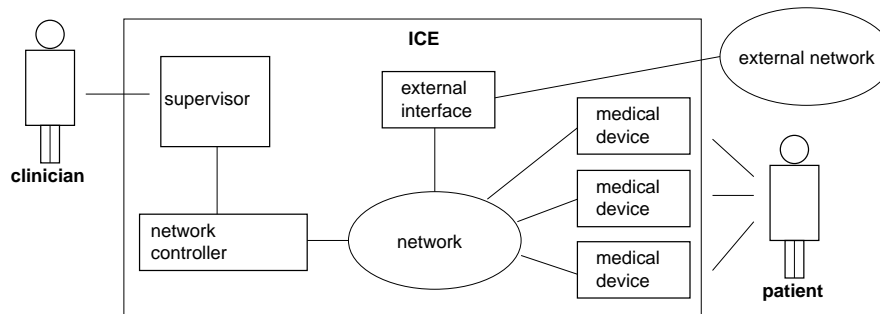 ICE
external network
supervisor
external
interface
medical
device
clinician
medical
device
network
controller
network
medical
device
patient